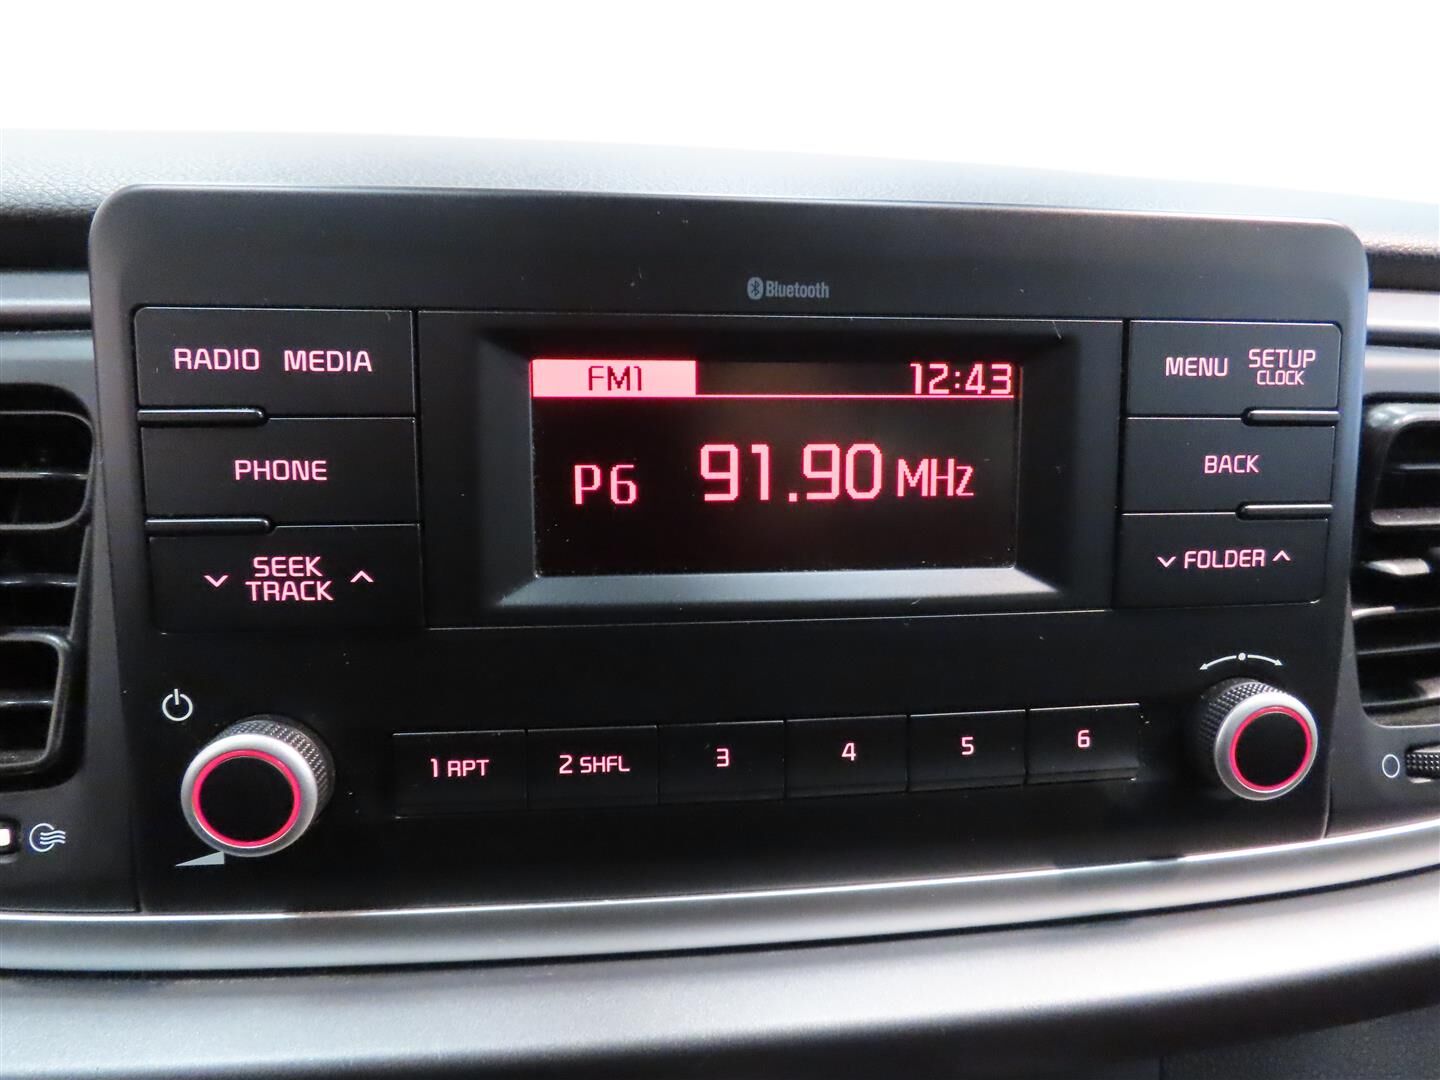 Bluetooth
RADIO MEDIA
FM1 12:43
MENU SETUP
CLOCK
PHONE
P6 91.90 MHz
BACK
SEEK
TRACK
FOLDER
1 RPT 2 SHFL 3 4 5 6